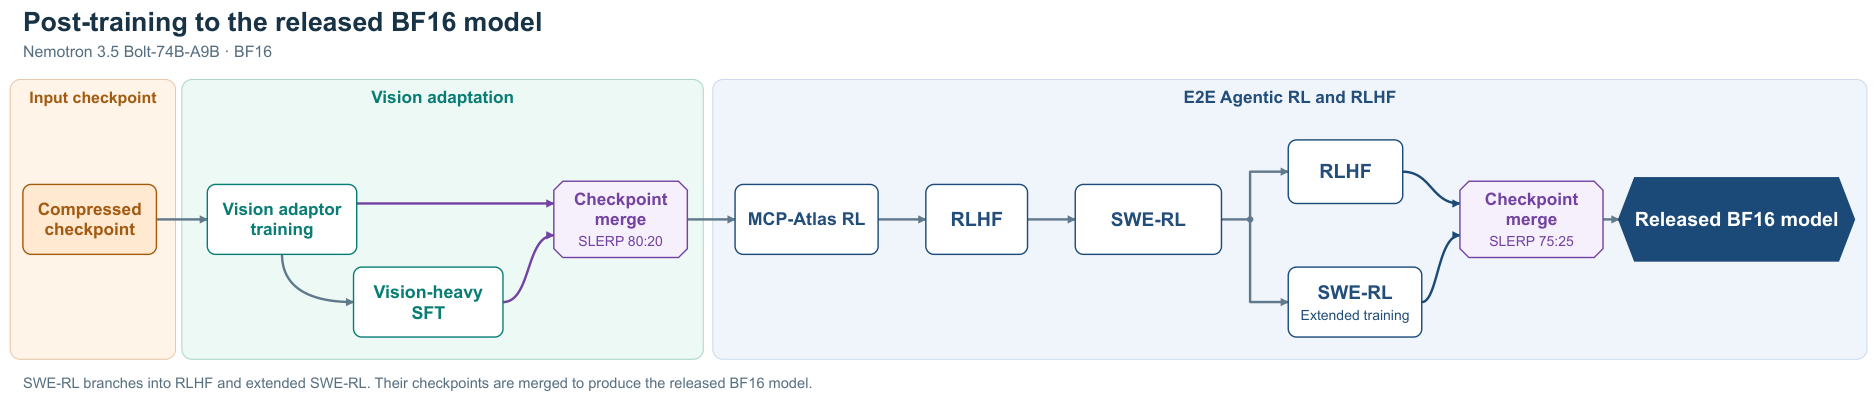 Post-training to the released BF16 model
Nemotron 3.5 Bolt-74B-A9B · BF16
Input checkpoint
Compressed
checkpoint
Vision adaptation
Vision adaptor
training
Vision-heavy
SFT
Checkpoint
merge
SLERP 80:20
E2E Agentic RL and RLHF
MCP-Atlas RL
RLHF
SWE-RL
RLHF
SWE-RL
Extended training
Checkpoint
merge
SLERP 75:25
Released BF16 model
SWE-RL branches into RLHF and extended SWE-RL. Their checkpoints are merged to produce the released BF16 model.